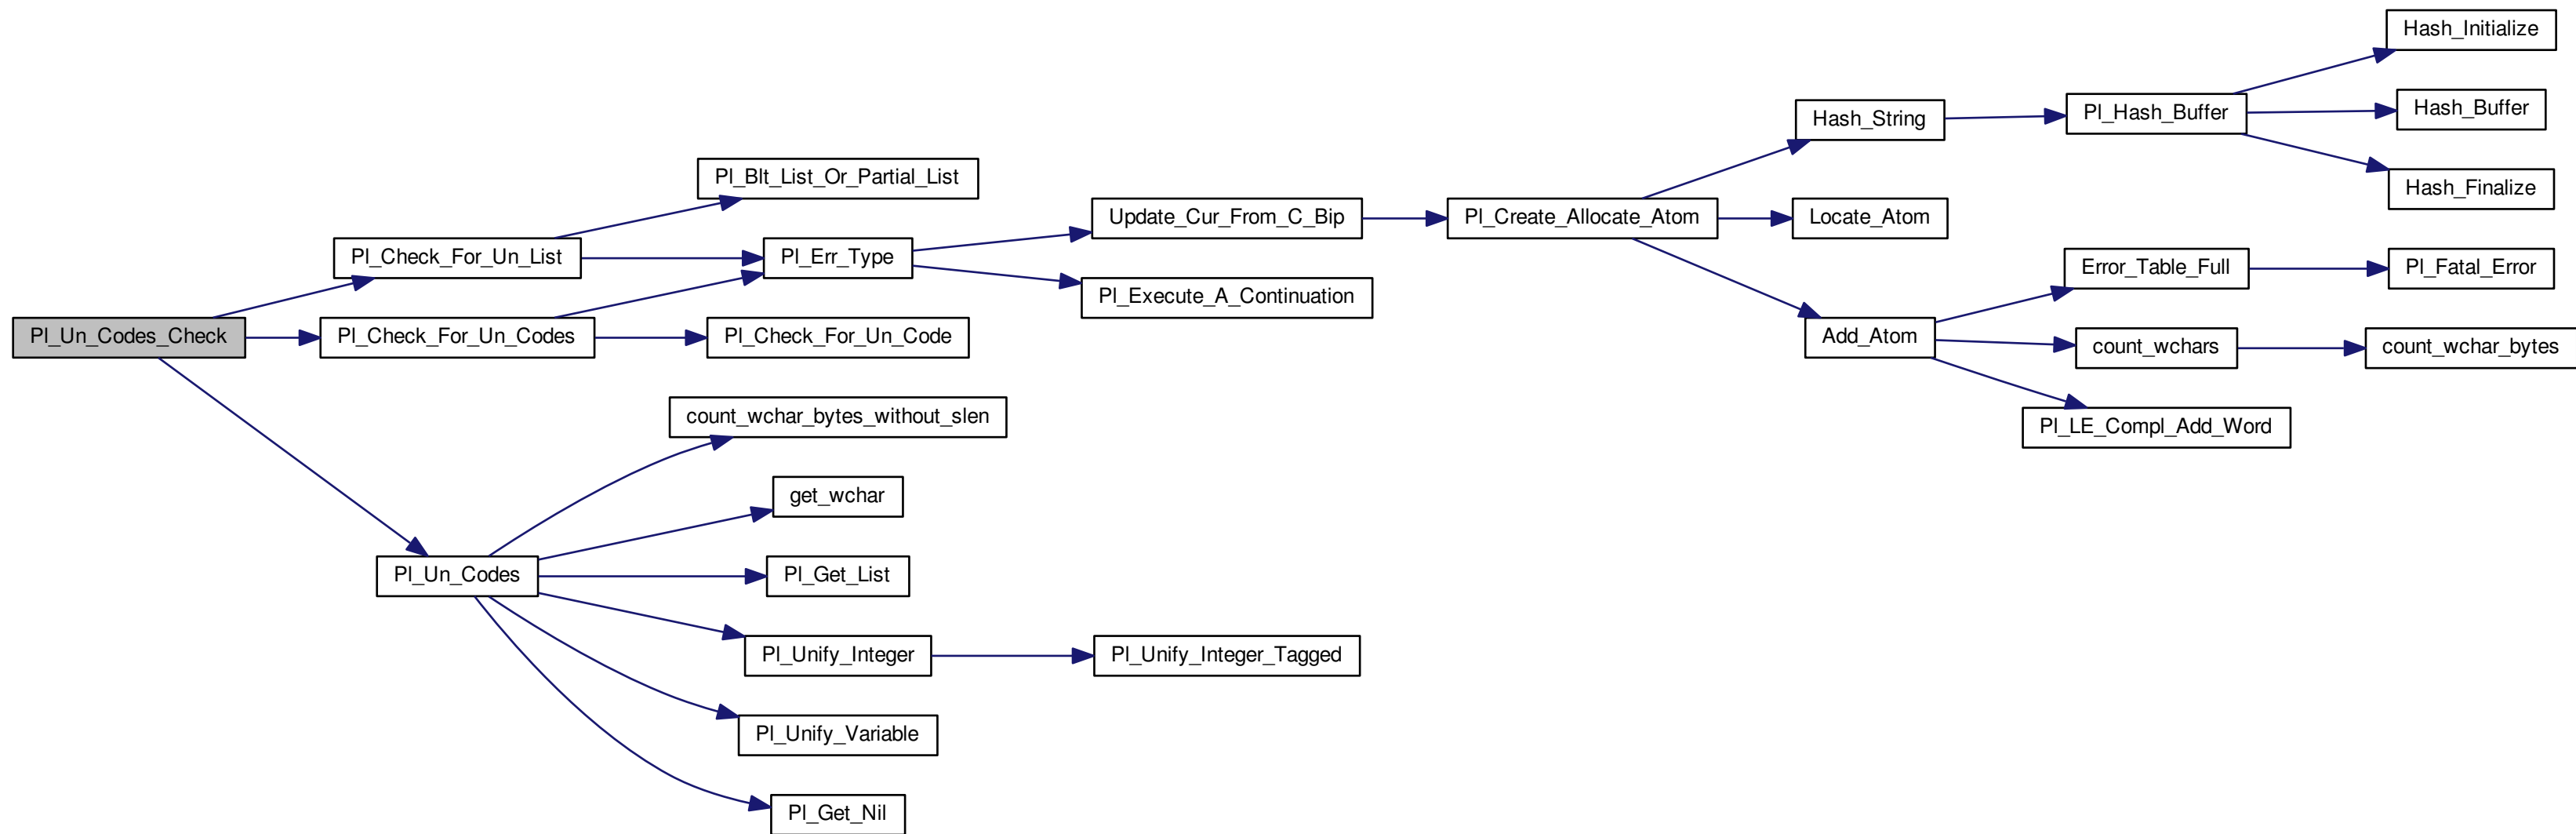 Pl_Un_Codes_Check
Pl_Check_For_Un_List
Pl_Blt_List_Or_Partial_List
Pl_Err_Type
Update_Cur_From_C_Bip
Pl_Create_Allocate_Atom
Hash_String
Pl_Hash_Buffer
Hash_Initialize
Hash_Buffer
Hash_Finalize
Locate_Atom
Add_Atom
Error_Table_Full
Pl_Fatal_Error
count_wchars
count_wchar_bytes
Pl_LE_Compl_Add_Word
Pl_Execute_A_Continuation
Pl_Check_For_Un_Codes
Pl_Check_For_Un_Code
Pl_Un_Codes
count_wchar_bytes_without_slen
get_wchar
Pl_Get_List
Pl_Unify_Integer
Pl_Unify_Integer_Tagged
Pl_Unify_Variable
Pl_Get_Nil